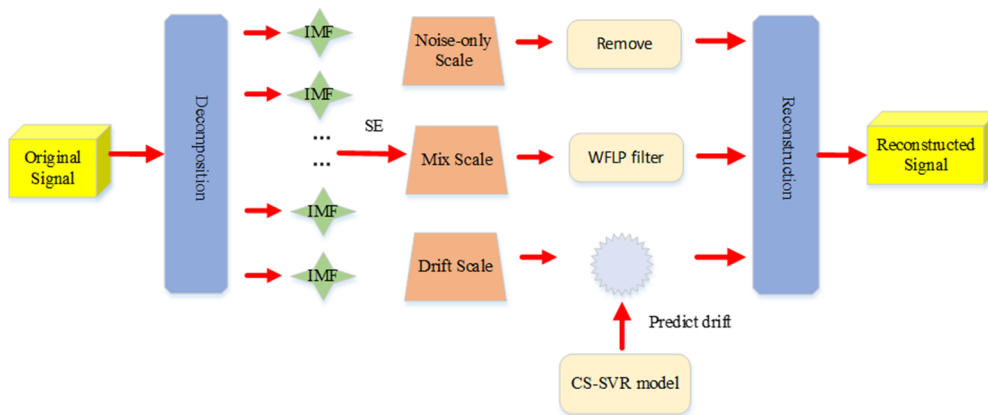 Original
Signal
Decomposition
IMF
IMF
...
...
IMF
IMF
SE
Noise-only
Scale
Mix Scale
Drift Scale
Remove
WFLP filter
Predict drift
CS-SVR model
Reconstruction
Reconstructed
Signal